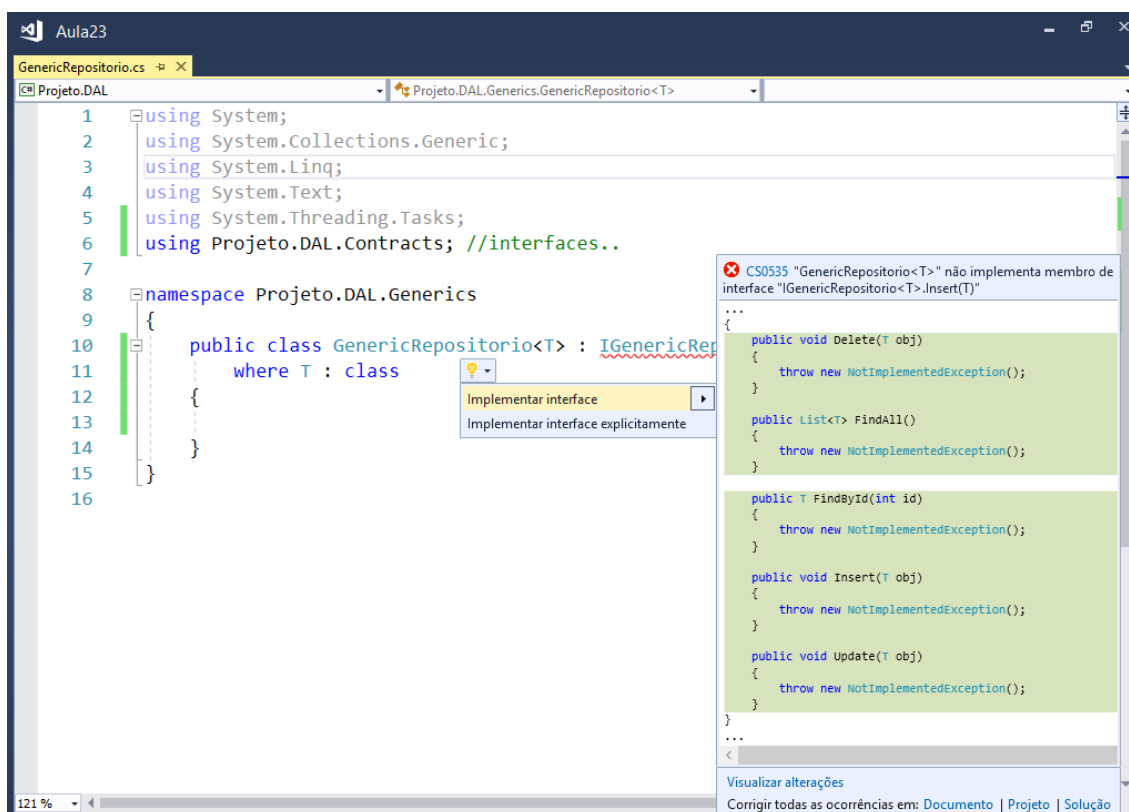 Aula23
GenericRepositorio.cs
C# Projeto.DAL
Projeto.DAL.Generics.GenericRepositorio<T>
1 using System;
2 using System.Collections.Generic;
3 using System.Linq;
4 using System.Text;
5 using System.Threading.Tasks;
6 using Projeto.DAL.Contracts; //interfaces..
7
8 namespace Projeto.DAL.Generics
9 {
10 public class GenericRepositorio<T> : IGenericRep
11 where T : class
12 {
13
14 }
15 }
16
Implementar interface
Implementar interface explicitamente
CS0535 "GenericRepositorio<T>" não implementa membro de
interface "IGenericRepositorio<T>.Insert(T)"
...
{
public void Delete(T obj)
{
throw new NotImplementedException();
}
public List<T> FindAll()
{
throw new NotImplementedException();
}
public T FindById(int id)
{
throw new NotImplementedException();
}
public void Insert(T obj)
{
throw new NotImplementedException();
}
public void Update(T obj)
{
throw new NotImplementedException();
}
}
...
Visualizar alterações
Corrigir todas as ocorrências em: Documento | Projeto | Solução
121 %